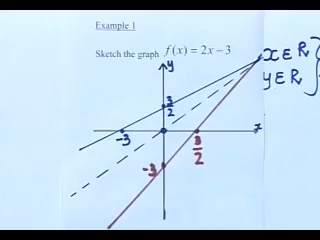 Example 1
Sketch the graph f(x) = 2x − 3
x ∈ R
y ∈ R
y
3/2
x
-3
3/2
-3